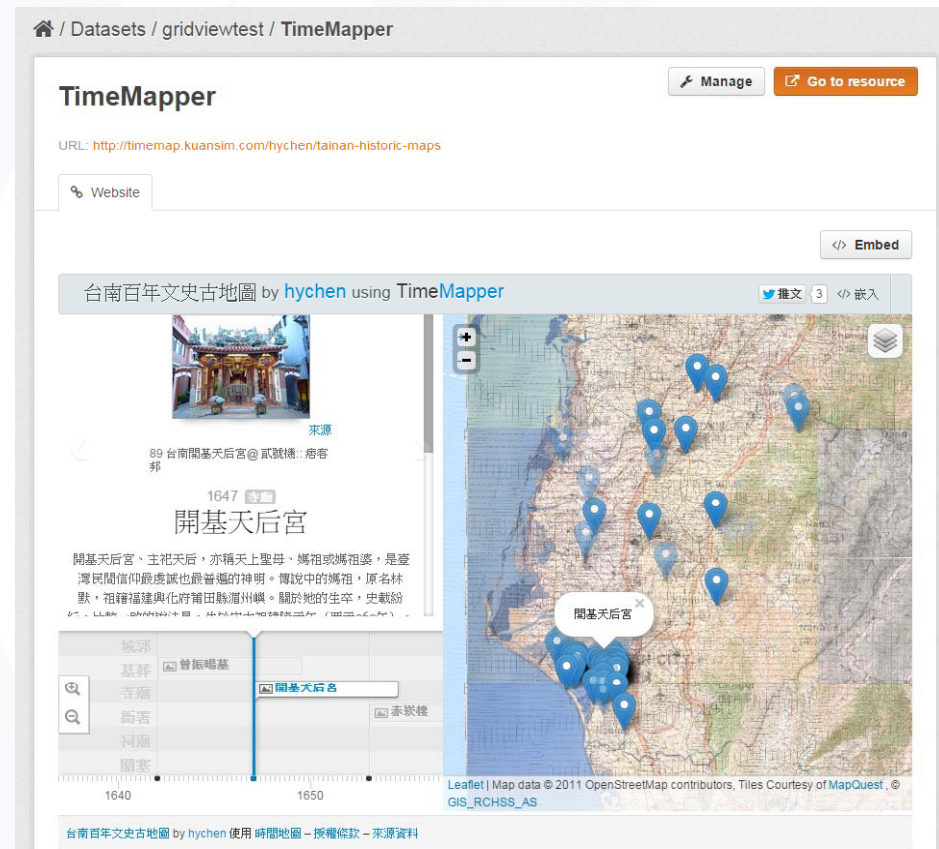 / Datasets / gridviewtest / TimeMapper
TimeMapper
Manage
Go to resource
URL: http://timemap.kuansim.com/hychen/tainan-historic-maps
Website
</> Embed
台南百年文史古地圖 by hychen using TimeMapper
推文 3 </> 嵌入
來源
89 台南開基天后宮@ 貳號機:: 痞客
邦
1647 寺廟
開基天后宮
開基天后宮、主祀天后,亦稱天上聖母、媽祖或媽祖婆,是臺
灣民間信仰最虔誠也最普遍的神明。傳說中的媽祖,原名林
默,祖籍福建興化府莆田縣湄州嶼。關於她的生卒,史載紛
開基天后宮
城郭
墓葬
曾振暘墓
寺廟
開基天后宮
衙署
赤崁樓
祠廟
關塞
1640
1650
Leaflet | Map data © 2011 OpenStreetMap contributors, Tiles Courtesy of MapQuest , ©
GIS_RCHSS_AS
台南百年文史古地圖 by hychen 使用 時間地圖 – 授權條款 – 來源資料